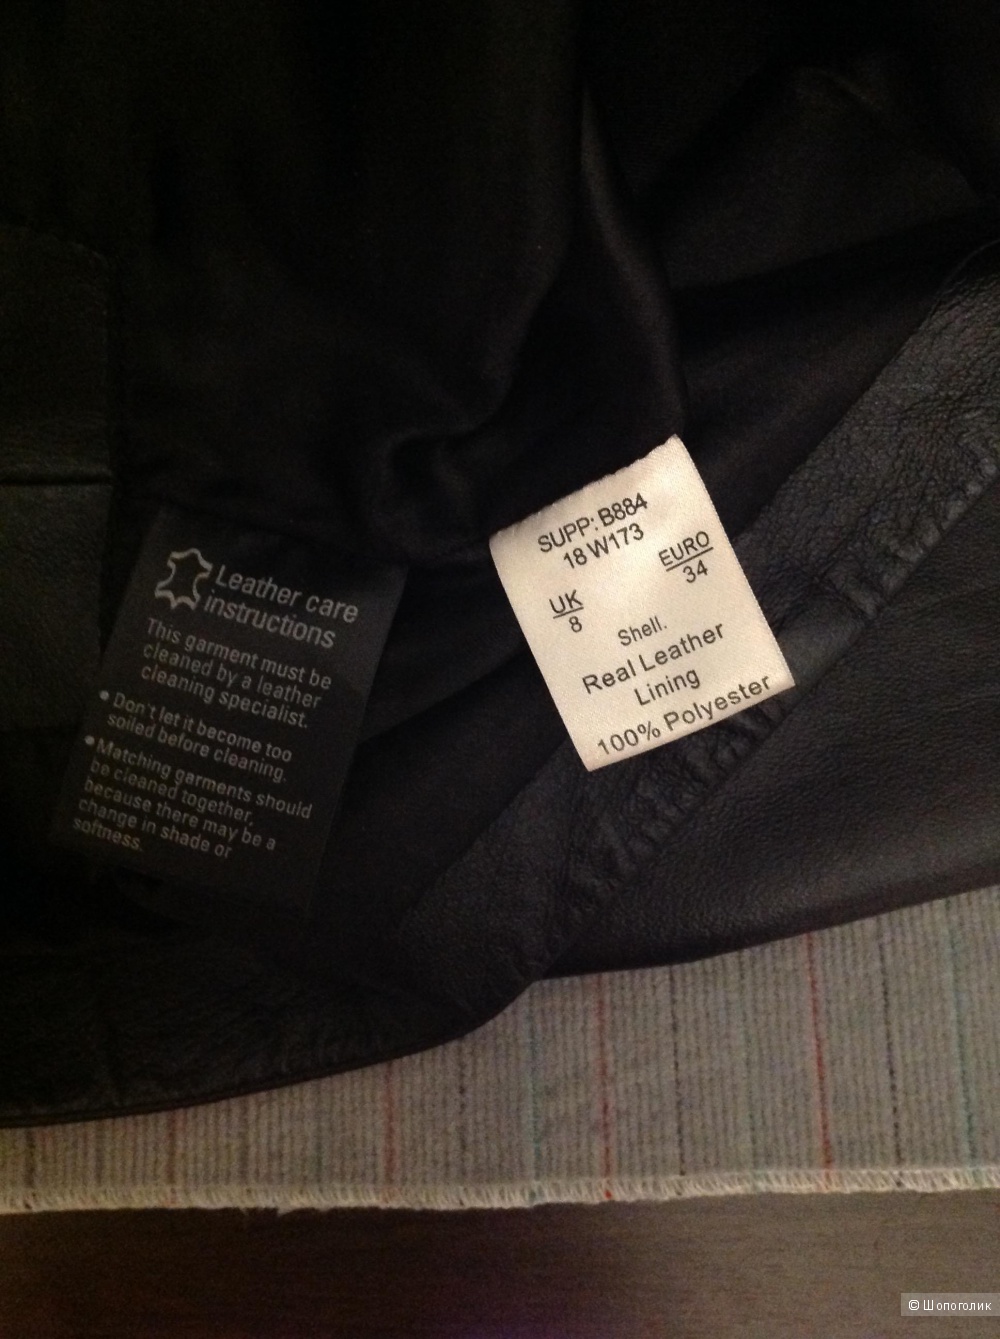 Leather care
instructions
This garment must be
cleaned by a leather
cleaning specialist.
• Don't let it become too
soiled before cleaning.
• Matching garments should
be cleaned together,
because there may be a
change in shade or
softness.
SUPP: B884
18 W173
EURO
34
UK
8
Shell.
Real Leather
Lining
100% Polyester
© Шопоголик